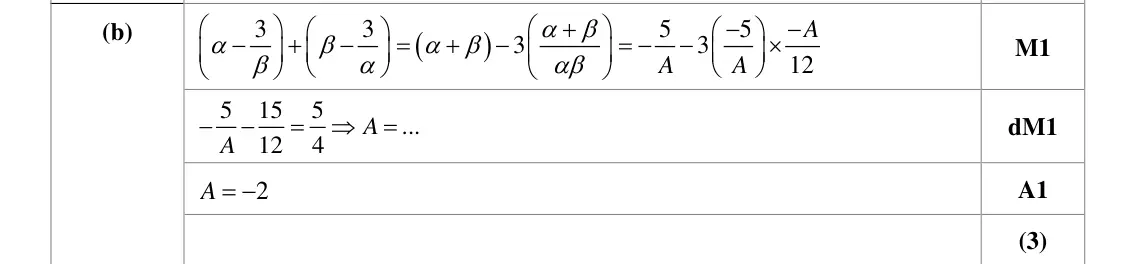 (b) (α − 3/β) + (β − 3/α) = (α + β) − 3((α + β)/(αβ)) = − 5/A − 3(−5/A) × −A/12 M1
− 5/A − 15/12 = 5/4 ⇒ A = ... dM1
A = −2 A1
(3)